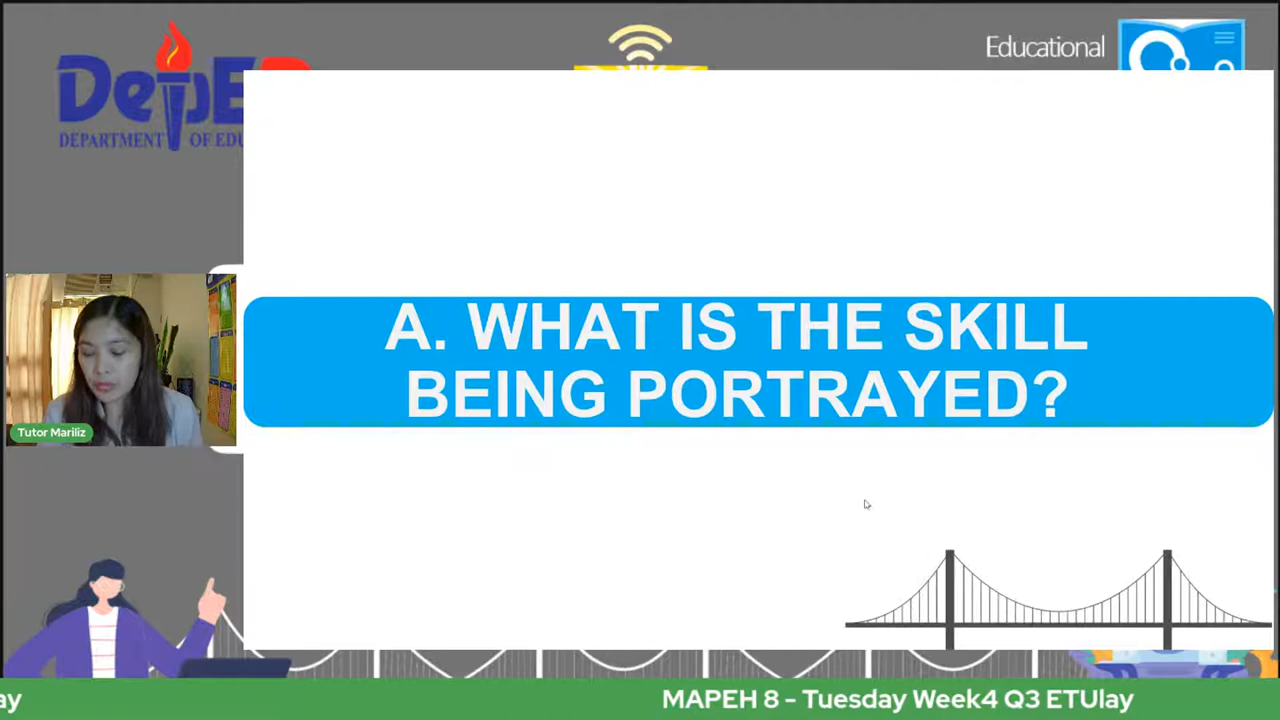 DepE
DEPARTMENT OF EDU
Educational
A. WHAT IS THE SKILL
BEING PORTRAYED?
Tutor Mariliz
ay
MAPEH 8 - Tuesday Week4 Q3 ETUlay